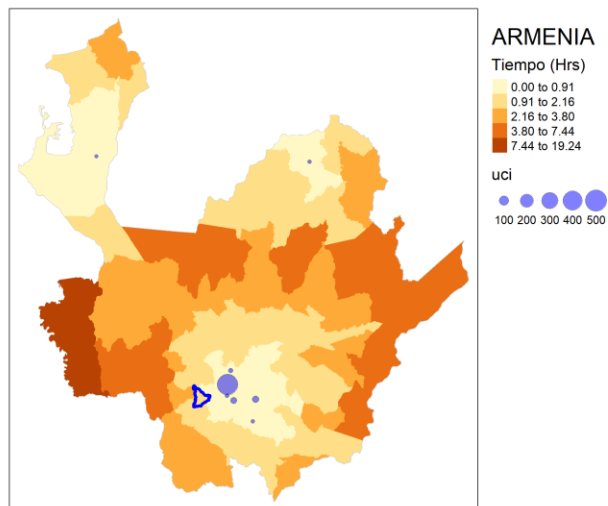 ARMENIA
Tiempo (Hrs)
0.00 to 0.91
0.91 to 2.16
2.16 to 3.80
3.80 to 7.44
7.44 to 19.24
uci
100 200 300 400 500